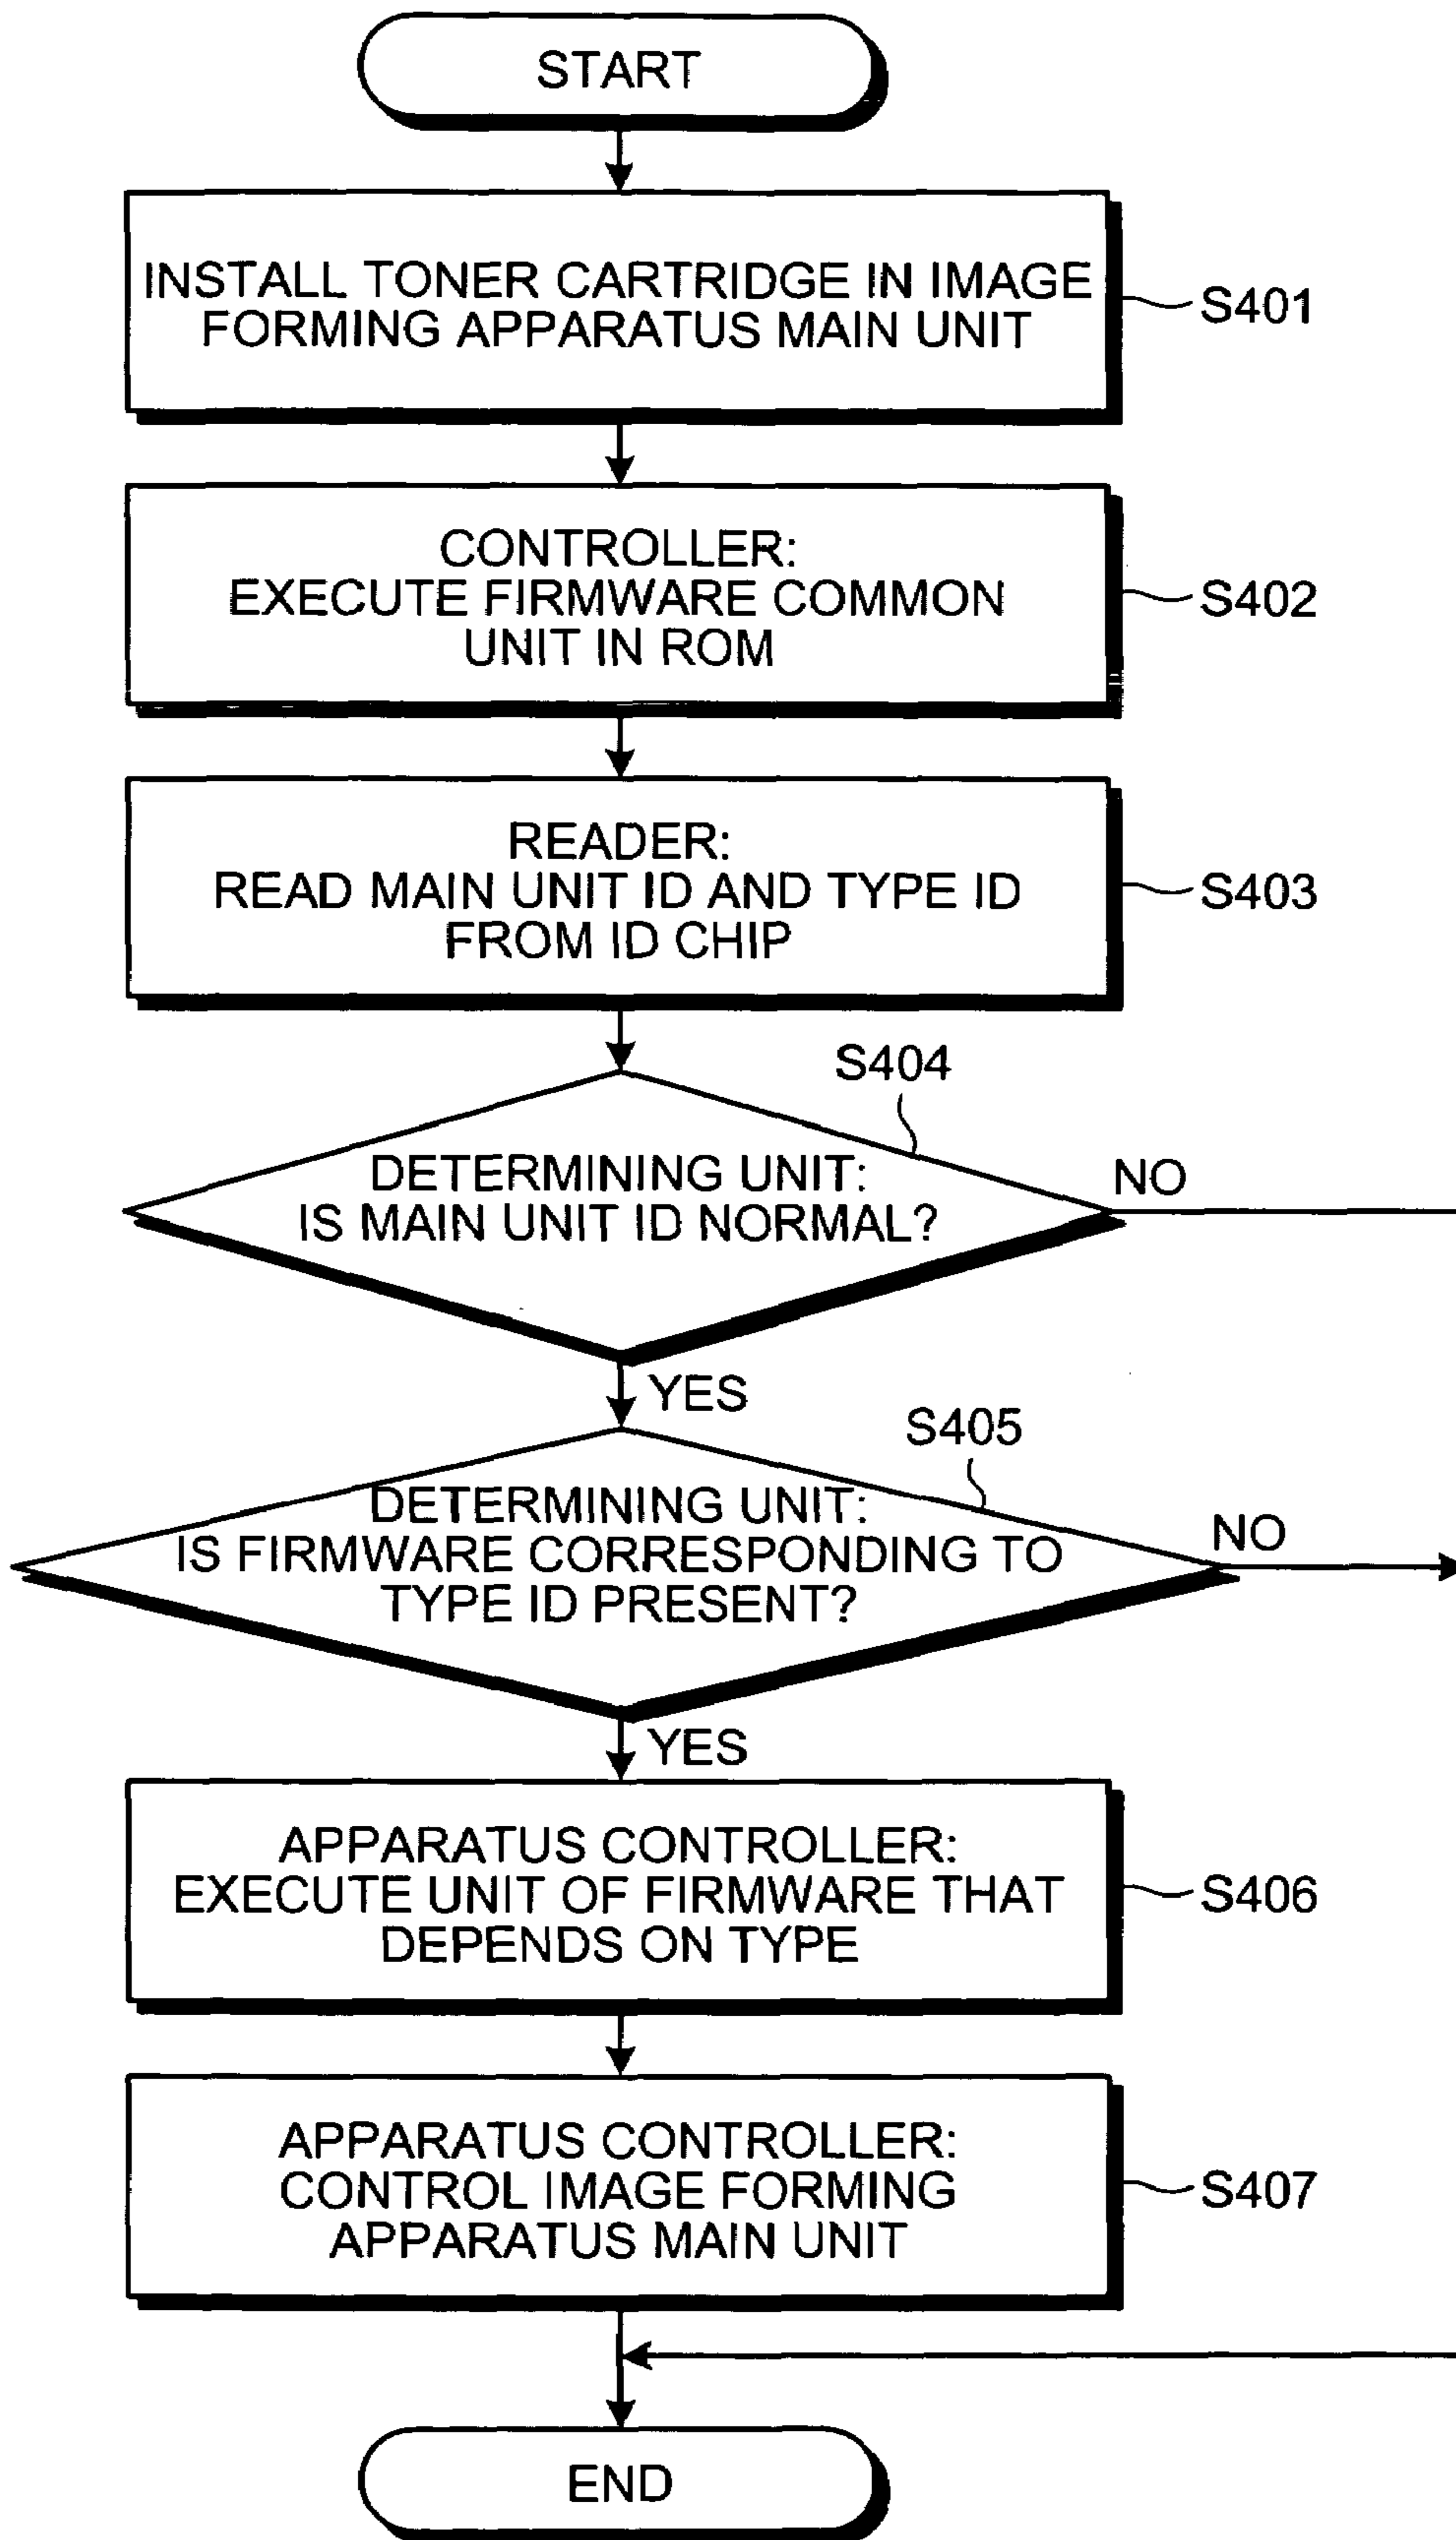 START
INSTALL TONER CARTRIDGE IN IMAGE
FORMING APPARATUS MAIN UNIT
S401
CONTROLLER:
EXECUTE FIRMWARE COMMON
UNIT IN ROM
S402
READER:
READ MAIN UNIT ID AND TYPE ID
FROM ID CHIP
S403
S404
DETERMINING UNIT:
IS MAIN UNIT ID NORMAL?
NO
YES
S405
DETERMINING UNIT:
IS FIRMWARE CORRESPONDING TO
TYPE ID PRESENT?
NO
YES
APPARATUS CONTROLLER:
EXECUTE UNIT OF FIRMWARE THAT
DEPENDS ON TYPE
S406
APPARATUS CONTROLLER:
CONTROL IMAGE FORMING
APPARATUS MAIN UNIT
S407
END